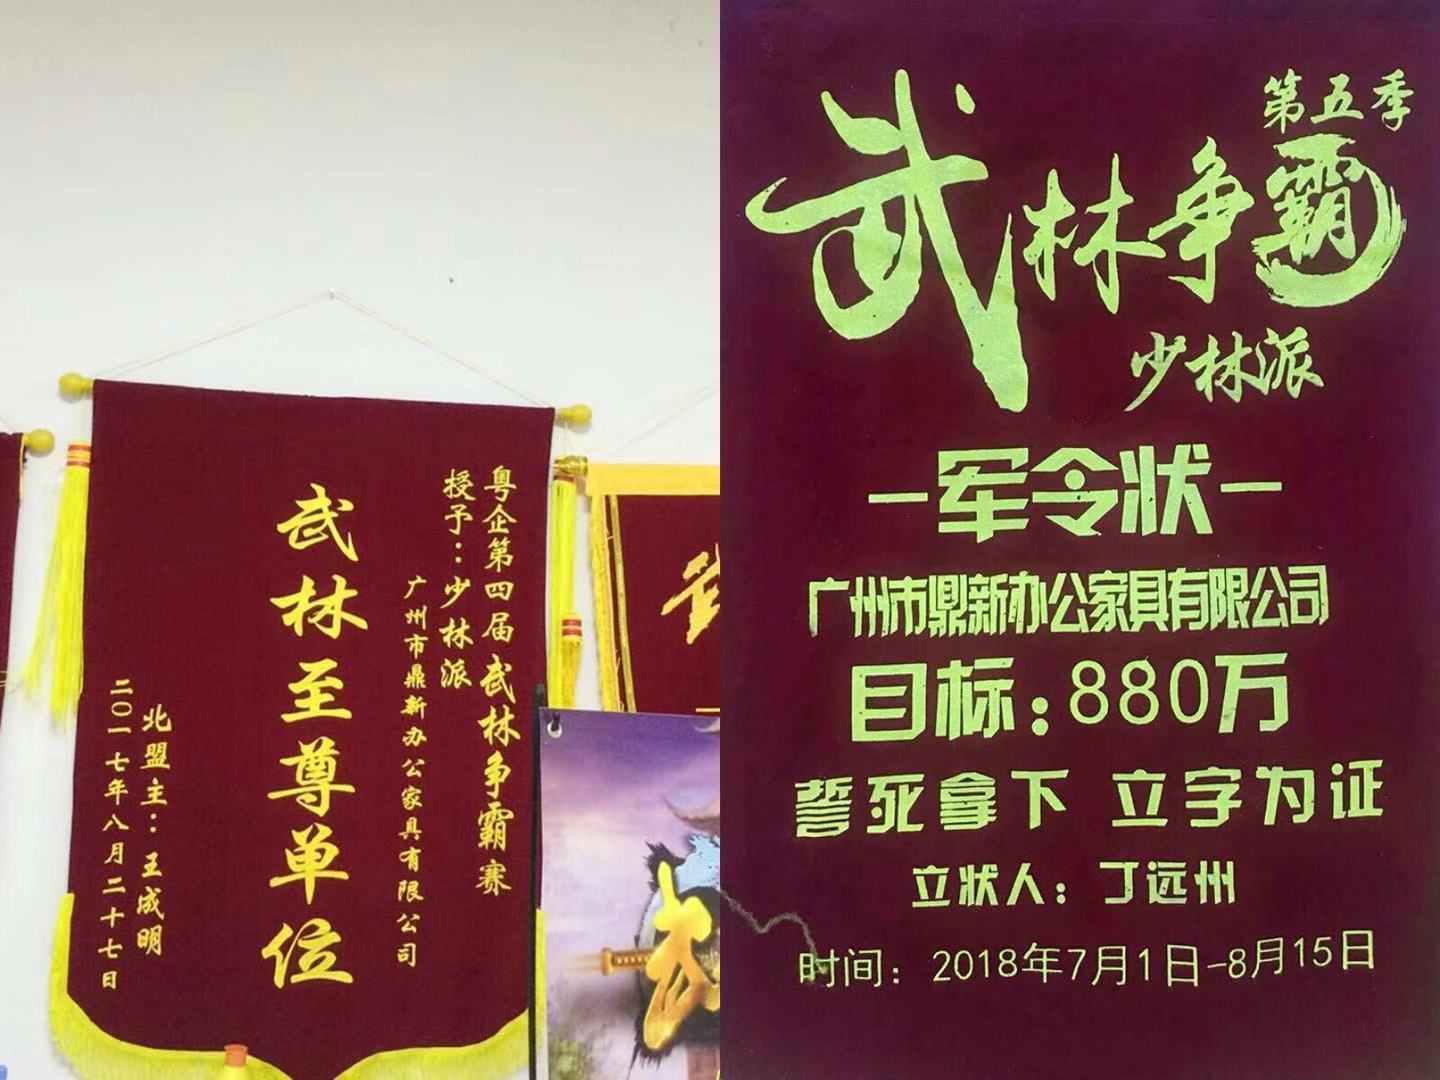 粤企第四届武林争霸赛
授予：少林派
广州市鼎新办公家具有限公司
武林至尊单位
北盟主：王成明
二〇一七年八月二十七日
武
第五季
武林争霸
少林派
—军令状—
广州市鼎新办公家具有限公司
目标：880万
誓死拿下 立字为证
立状人：丁远州
时间：2018年7月1日-8月15日